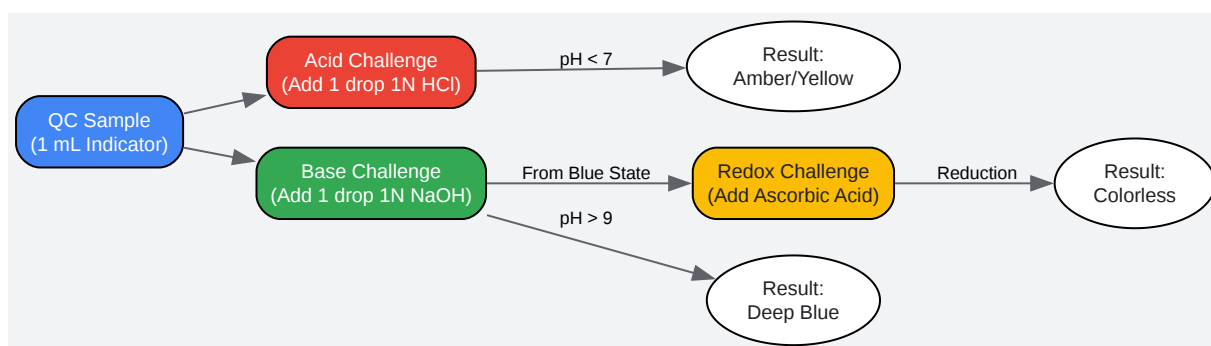 QC Sample
(1 mL Indicator)
Acid Challenge
(Add 1 drop 1N HCl)
pH < 7
Result:
Amber/Yellow
Base Challenge
(Add 1 drop 1N NaOH)
From Blue State
Redox Challenge
(Add Ascorbic Acid)
Reduction
Result:
Colorless
pH > 9
Result:
Deep Blue